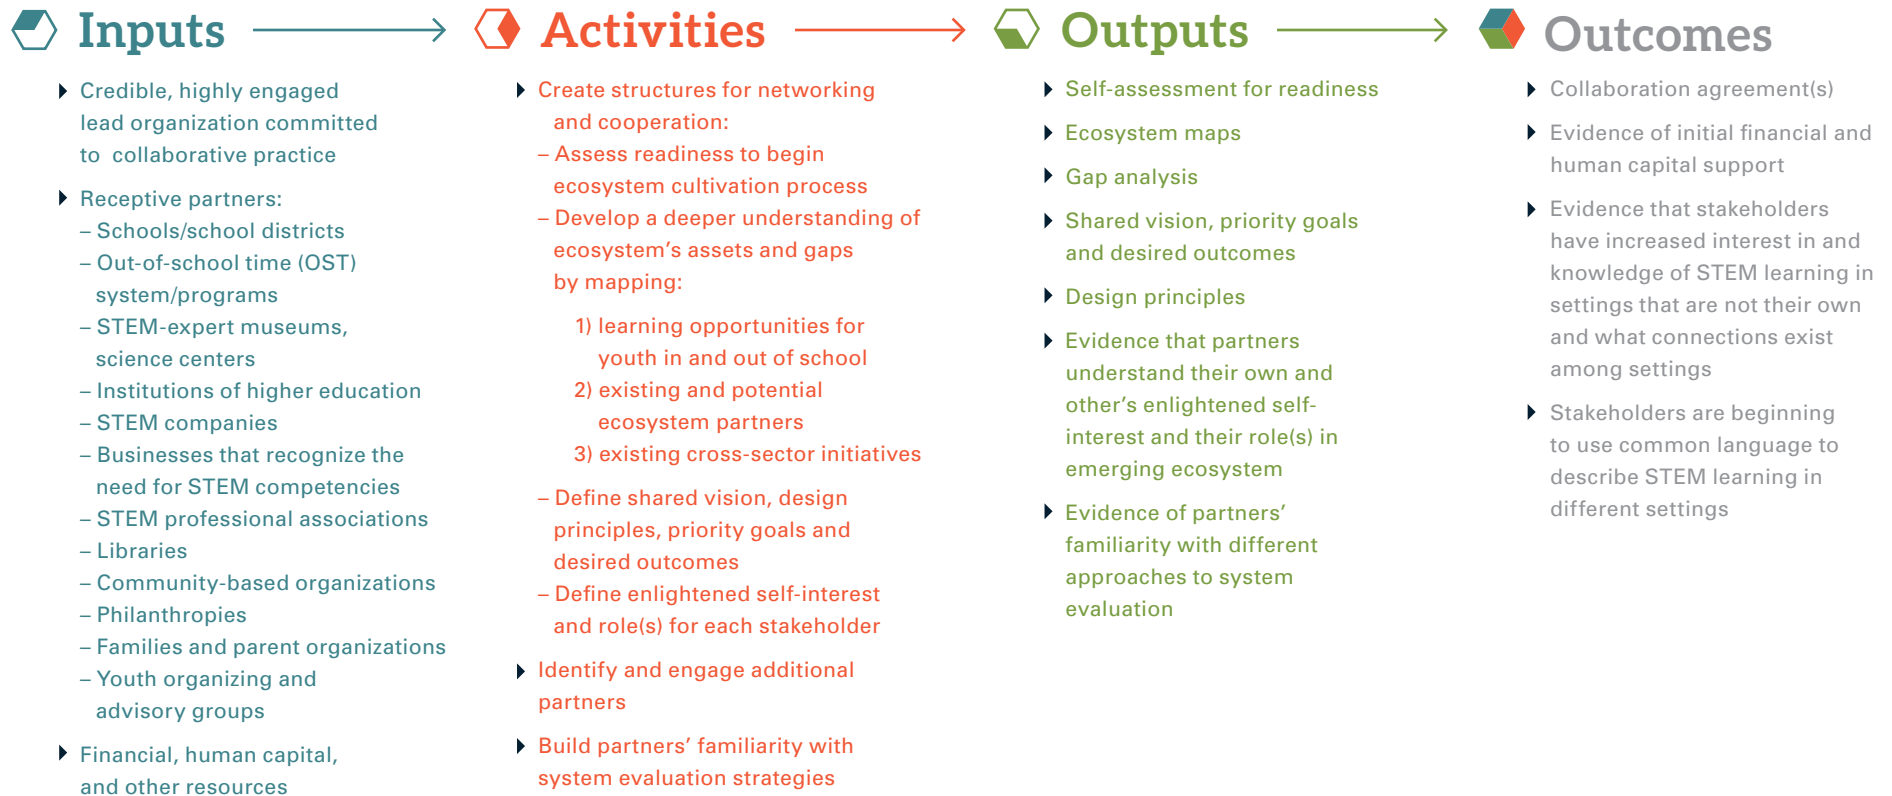 Inputs
Credible, highly engaged
lead organization committed
to collaborative practice
Receptive partners:
– Schools/school districts
– Out-of-school time (OST)
system/programs
– STEM-expert museums,
science centers
– Institutions of higher education
– STEM companies
– Businesses that recognize the
need for STEM competencies
– STEM professional associations
– Libraries
– Community-based organizations
– Philanthropies
– Families and parent organizations
– Youth organizing and
advisory groups
Financial, human capital,
and other resources
Activities
Create structures for networking
and cooperation:
– Assess readiness to begin
ecosystem cultivation process
– Develop a deeper understanding of
ecosystem's assets and gaps
by mapping:
1) learning opportunities for
youth in and out of school
2) existing and potential
ecosystem partners
3) existing cross-sector initiatives
– Define shared vision, design
principles, priority goals and
desired outcomes
– Define enlightened self-interest
and role(s) for each stakeholder
Identify and engage additional
partners
Build partners' familiarity with
system evaluation strategies
Outputs
Self-assessment for readiness
Ecosystem maps
Gap analysis
Shared vision, priority goals
and desired outcomes
Design principles
Evidence that partners
understand their own and
other's enlightened self-
interest and their role(s) in
emerging ecosystem
Evidence of partners'
familiarity with different
approaches to system
evaluation
Outcomes
Collaboration agreement(s)
Evidence of initial financial and
human capital support
Evidence that stakeholders
have increased interest in and
knowledge of STEM learning in
settings that are not their own
and what connections exist
among settings
Stakeholders are beginning
to use common language to
describe STEM learning in
different settings